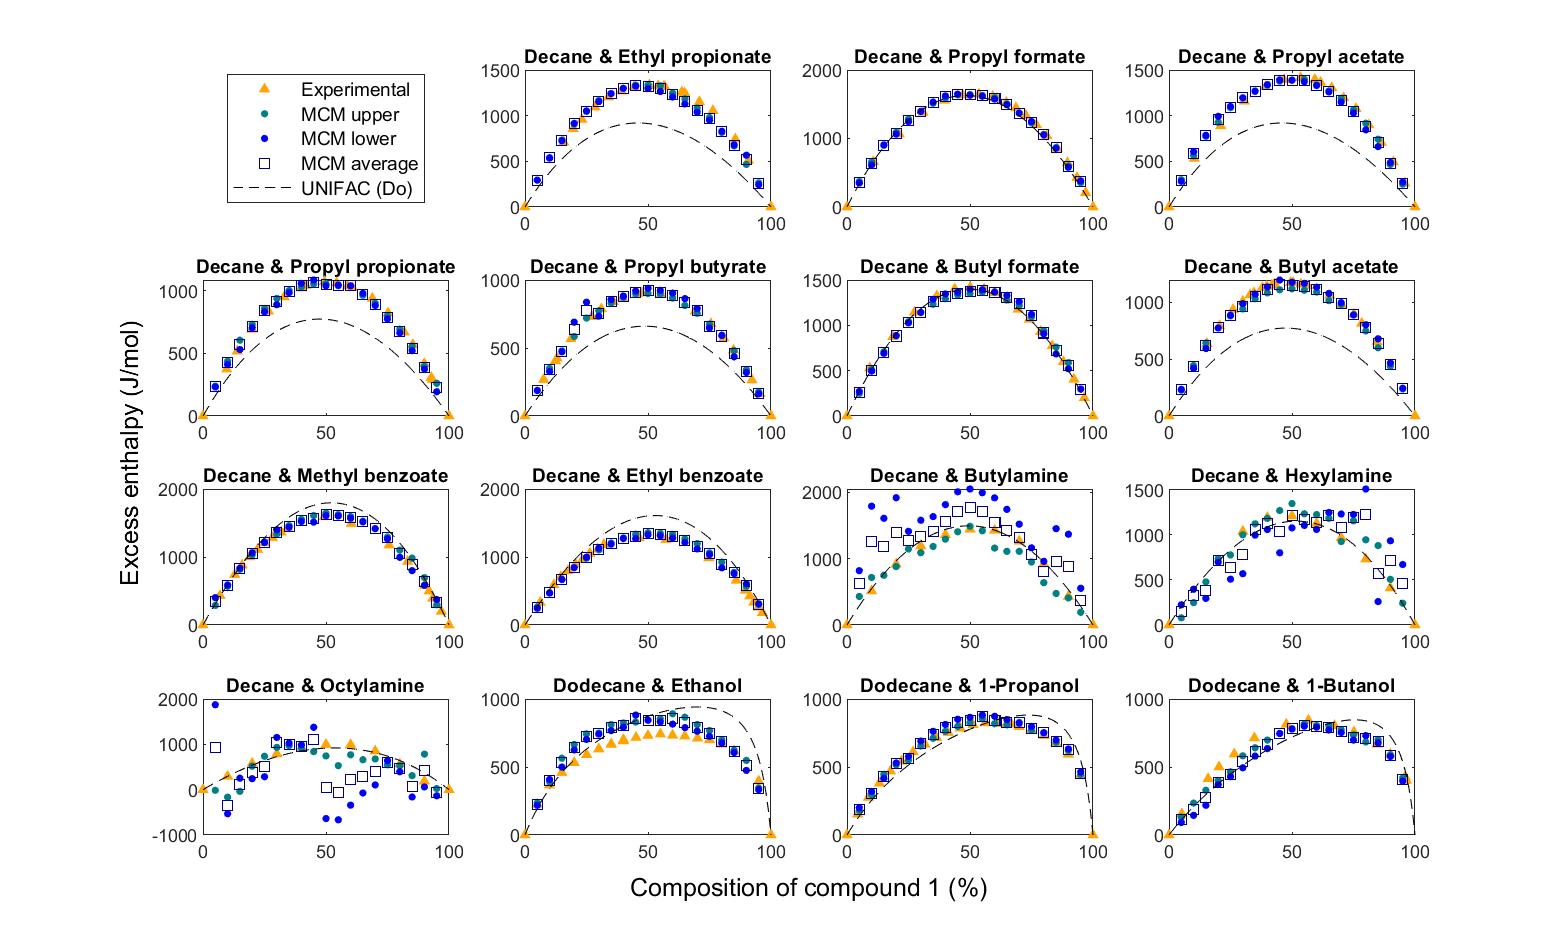 Experimental
MCM upper
MCM lower
MCM average
UNIFAC (Do)
Decane & Ethyl propionate
1500
1000
500
0
0 50 100
Decane & Propyl formate
2000
1000
0
0 50 100
Decane & Propyl acetate
1500
1000
500
0
0 50 100
Decane & Propyl propionate
1000
500
0
0 50 100
Decane & Propyl butyrate
1000
500
0
0 50 100
Decane & Butyl formate
1500
1000
500
0
0 50 100
Decane & Butyl acetate
1000
500
0
0 50 100
Decane & Methyl benzoate
2000
1000
0
0 50 100
Decane & Ethyl benzoate
2000
1000
0
0 50 100
Decane & Butylamine
2000
1000
0
0 50 100
Decane & Hexylamine
1500
1000
500
0
0 50 100
Decane & Octylamine
2000
1000
0
-1000
0 50 100
Dodecane & Ethanol
1000
500
0
0 50 100
Dodecane & 1-Propanol
1000
500
0
0 50 100
Dodecane & 1-Butanol
1000
500
0
0 50 100
Excess enthalpy (J/mol)
Composition of compound 1 (%)